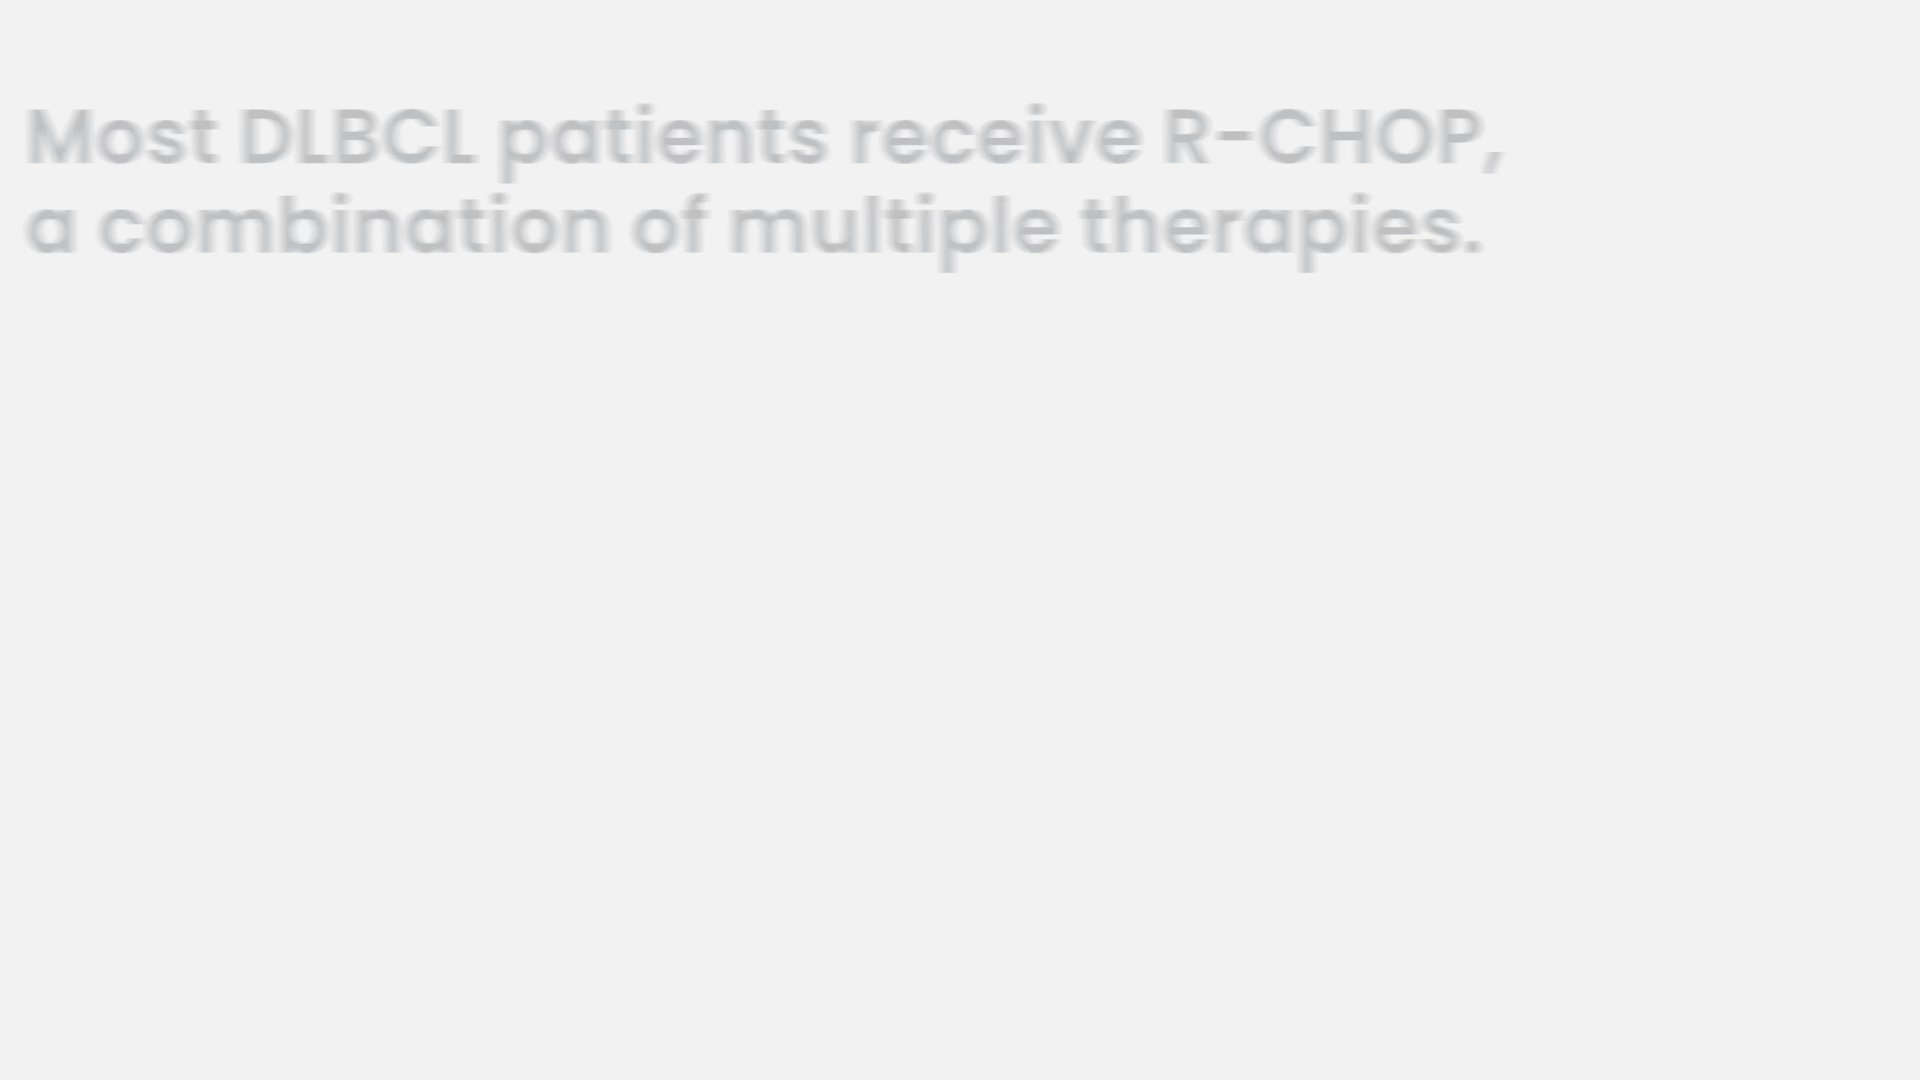 Most DLBCL patients receive R-CHOP,
a combination of multiple therapies.